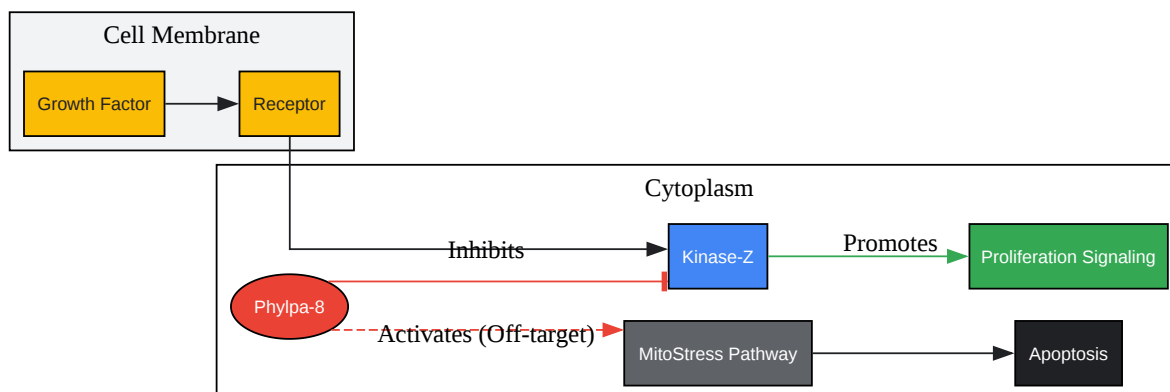 Cell Membrane
Growth Factor
Receptor
Cytoplasm
Inhibits
Kinase-Z
Promotes
Proliferation Signaling
Phylpa-8
Activates (Off-target)
MitoStress Pathway
Apoptosis